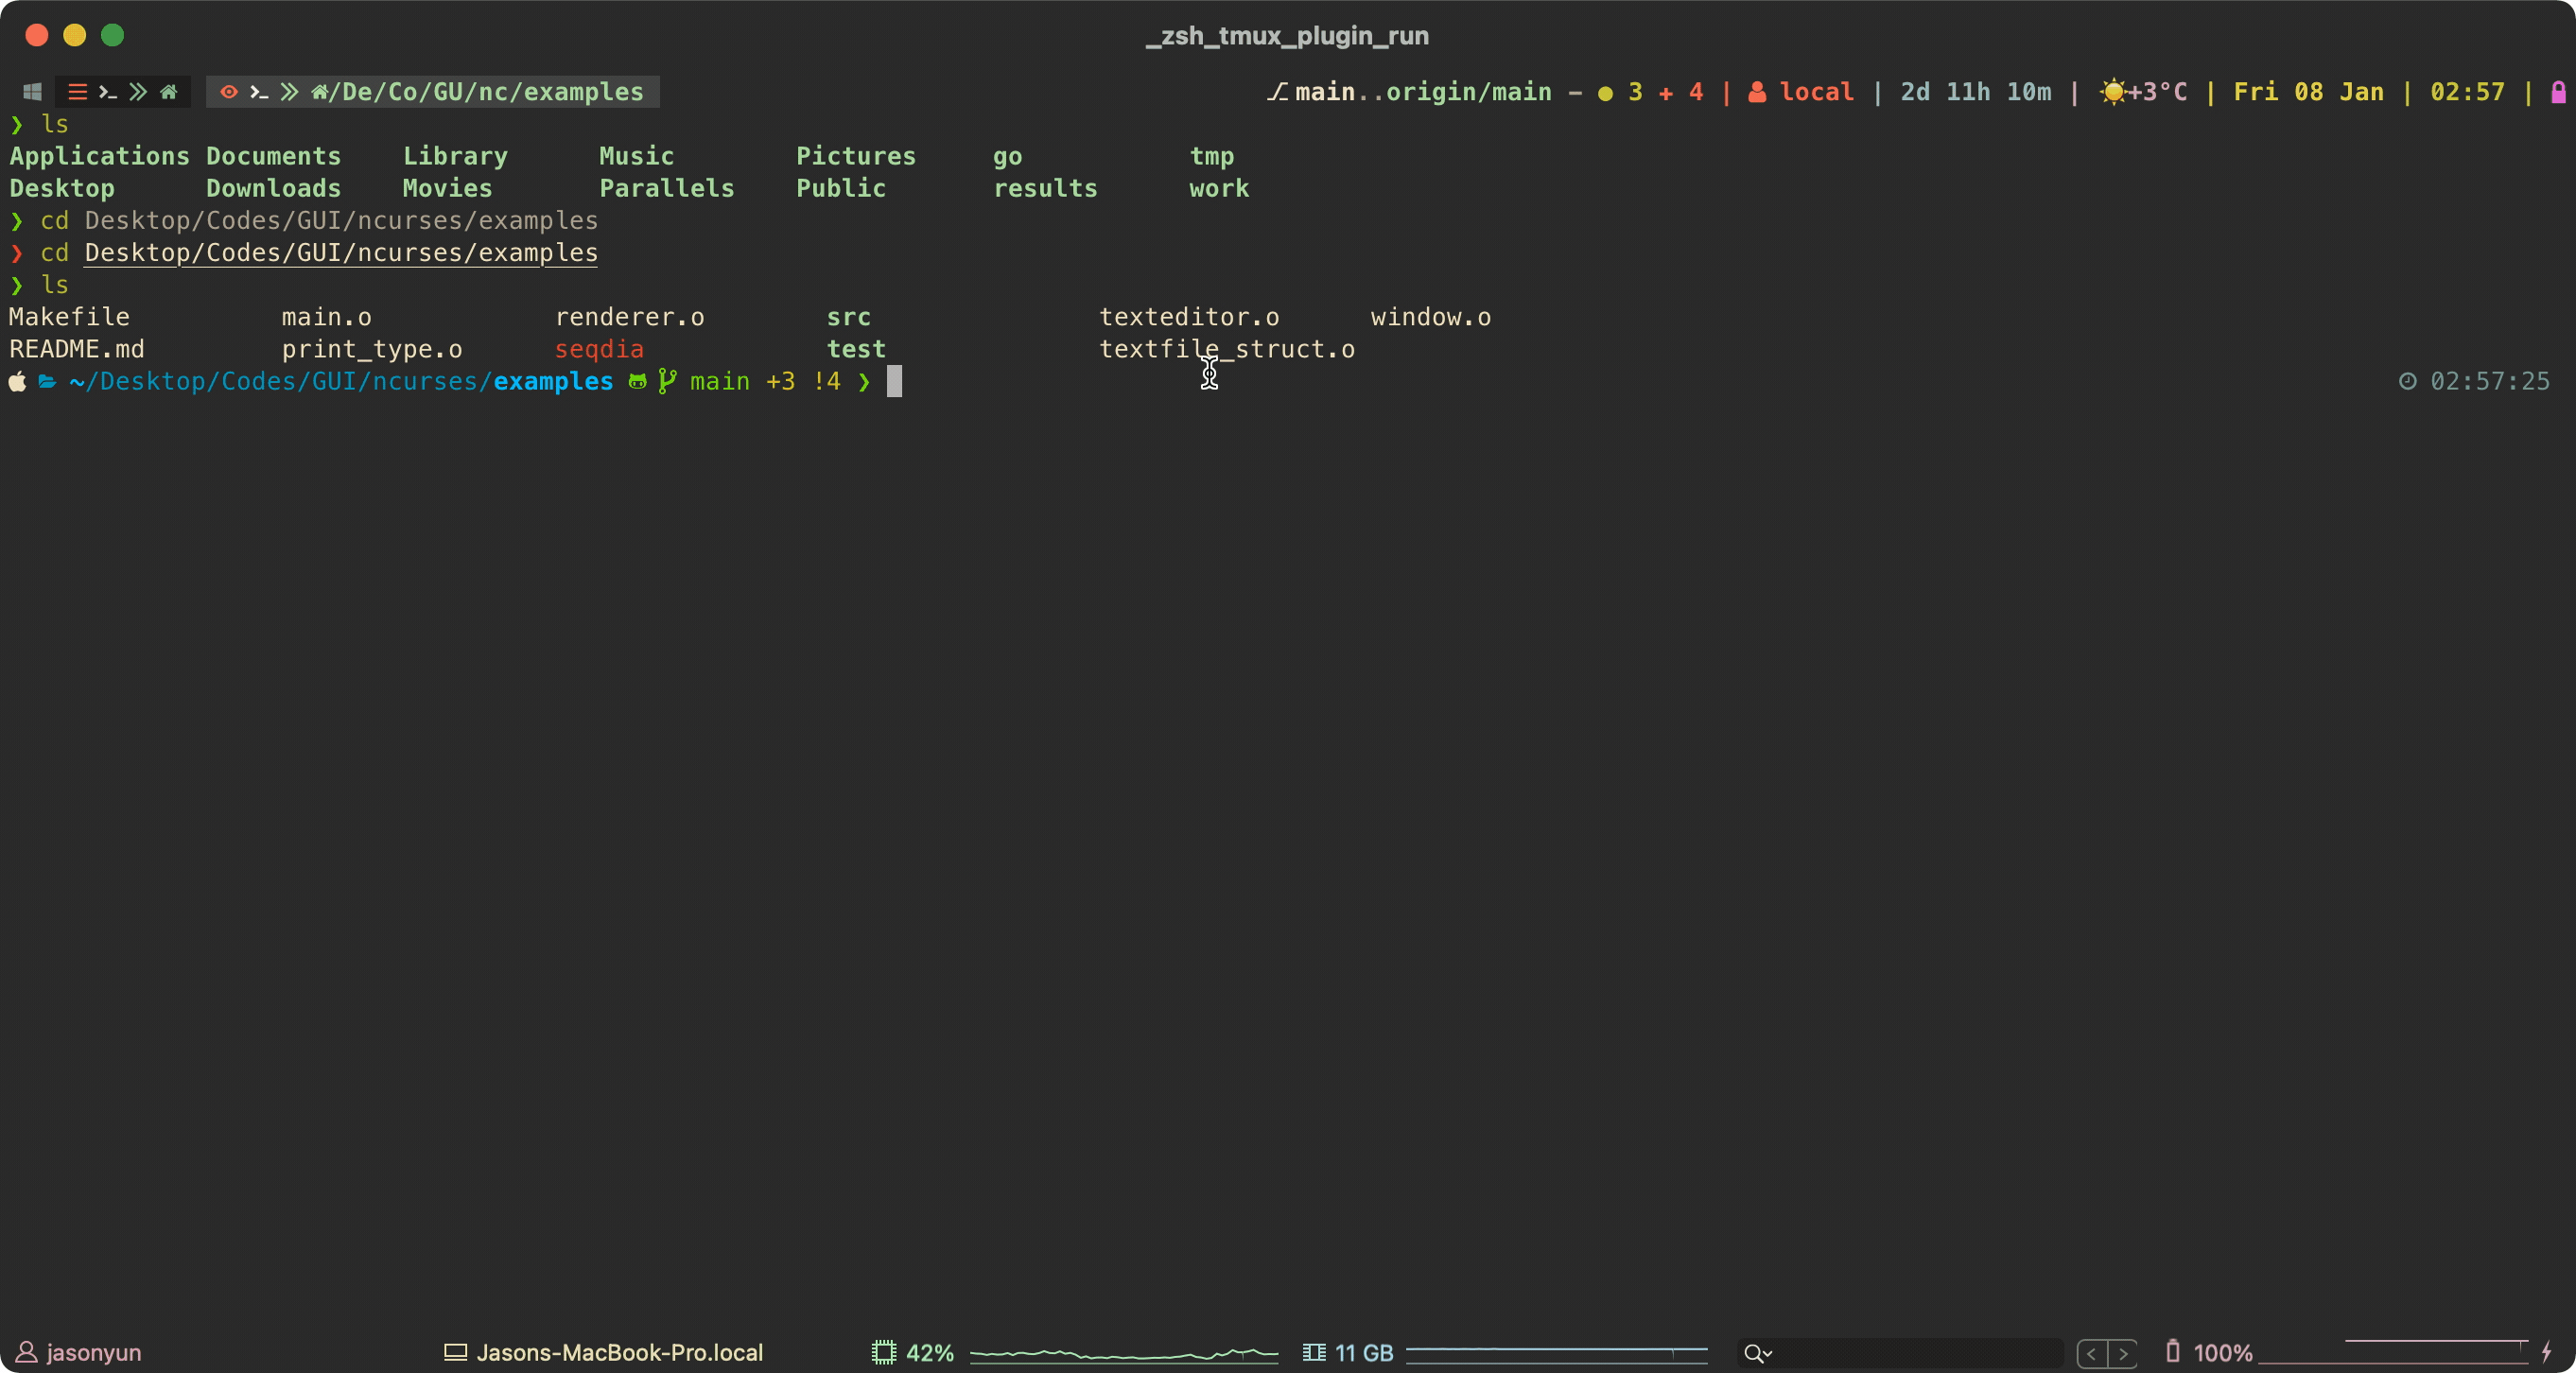 _zsh_tmux_plugin_run
/De/Co/GU/nc/examples main..origin/main - ● 3 + 4 | local | 2d 11h 10m | ☀️+3°C | Fri 08 Jan | 02:57 |
❯ ls
Applications Documents Library Music Pictures go tmp
Desktop Downloads Movies Parallels Public results work
❯ cd Desktop/Codes/GUI/ncurses/examples
❯ cd Desktop/Codes/GUI/ncurses/examples
❯ ls
Makefile main.o renderer.o src texteditor.o window.o
README.md print_type.o seqdia test textfile_struct.o
~/Desktop/Codes/GUI/ncurses/examples main +3 !4 ❯ 02:57:25
jasonyun Jasons-MacBook-Pro.local 42% 11 GB 100%